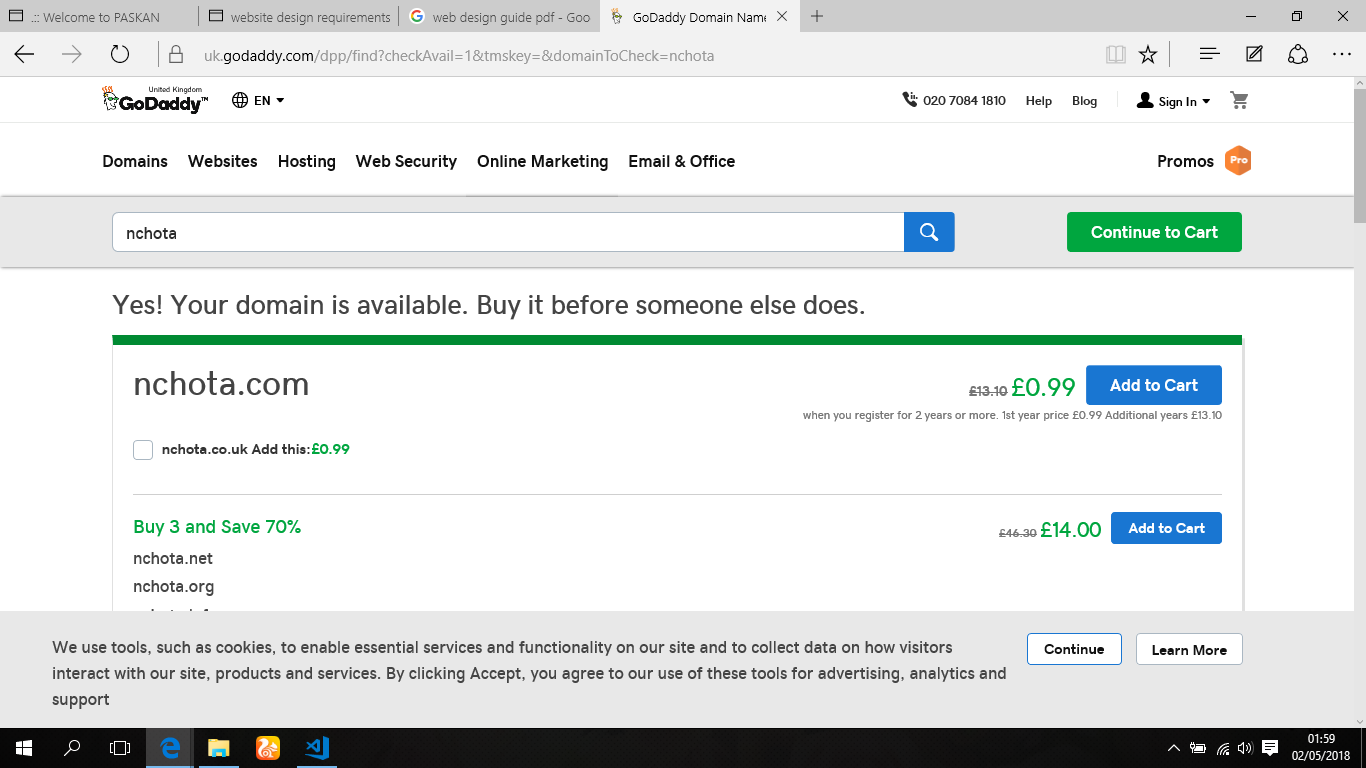 .:: Welcome to PASKAN
website design requirements
web design guide pdf - Goo
GoDaddy Domain Name
uk.godaddy.com/dpp/find?checkAvail=1&tmskey=&domainToCheck=nchota
United Kingdom
GoDaddy™
EN
020 7084 1810
Help
Blog
Sign In
Domains
Websites
Hosting
Web Security
Online Marketing
Email & Office
Promos
Pro
nchota
Continue to Cart
Yes! Your domain is available. Buy it before someone else does.
nchota.com
£13.10 £0.99
Add to Cart
when you register for 2 years or more. 1st year price £0.99 Additional years £13.10
nchota.co.uk Add this:£0.99
Buy 3 and Save 70%
£46.30 £14.00
Add to Cart
nchota.net
nchota.org
We use tools, such as cookies, to enable essential services and functionality on our site and to collect data on how visitors
interact with our site, products and services. By clicking Accept, you agree to our use of these tools for advertising, analytics and
support
Continue
Learn More
01:59
02/05/2018